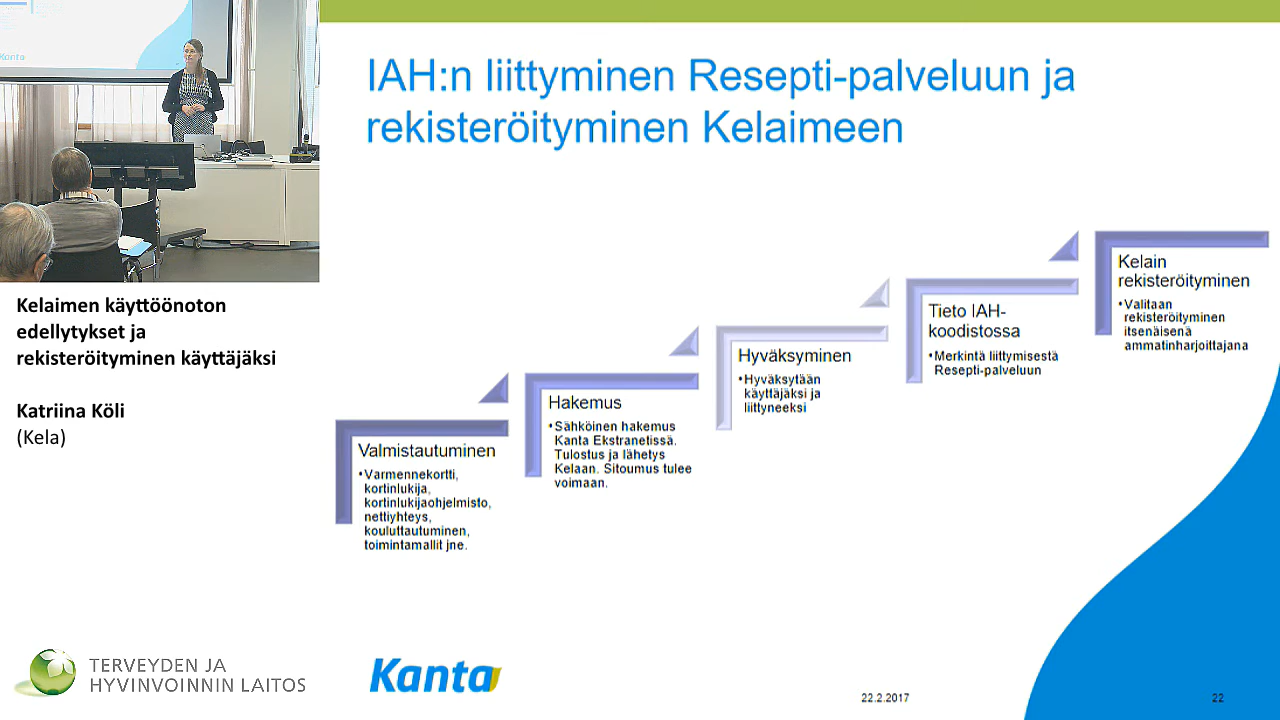 Kanta
Kelaimen käyttöönoton
edellytykset ja
rekisteröityminen käyttäjäksi
Katriina Köli
(Kela)
TERVEYDEN JA
HYVINVOINNIN LAITOS
IAH:n liittyminen Resepti-palveluun ja
rekisteröityminen Kelaimeen
Valmistautuminen
•Varmennekortti,
kortinlukija,
kortinlukijaohjelmisto,
nettiyhteys,
kouluttautuminen,
toimintamallit jne.
Hakemus
•Sähköinen hakemus
Kanta Ekstranetissä.
Tulostus ja lähetys
Kelaan. Sitoumus tulee
voimaan.
Hyväksyminen
•Hyväksytään
käyttäjäksi ja
liittyneeksi
Tieto IAH-
koodistossa
•Merkintä liittymisestä
Resepti-palveluun
Kelain
rekisteröityminen
•Valitaan
rekisteröityminen
itsenäisenä
ammatinharjoittajana
Kanta
22.2.2017
22